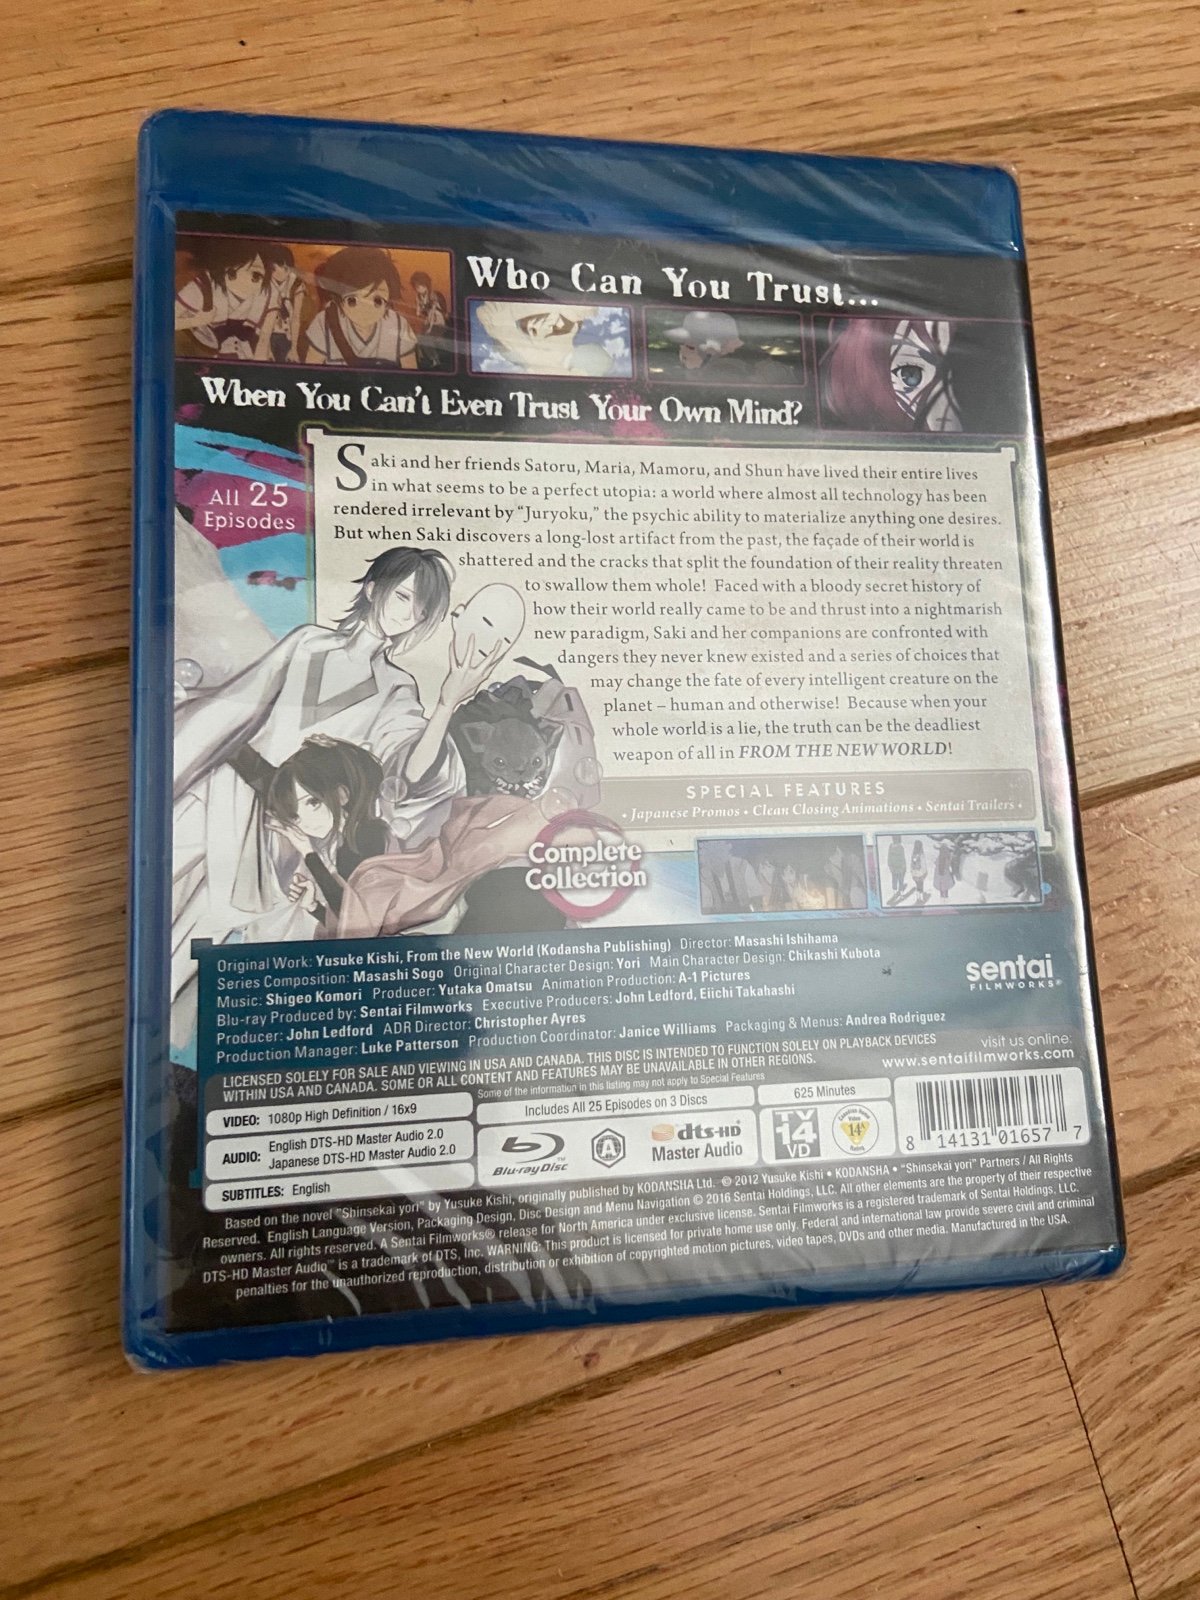 Who Can You Trust...
When You Can't Even Trust Your Own Mind?
All 25
Episodes
Saki and her friends Satoru, Maria, Mamoru, and Shun have lived their entire lives
in what seems to be a perfect utopia: a world where almost all technology has been
rendered irrelevant by “Juryoku,” the psychic ability to materialize anything one desires.
But when Saki discovers a long-lost artifact from the past, the façade of their world is
shattered and the cracks that split the foundation of their reality threaten
to swallow them whole! Faced with a bloody secret history of
how their world really came to be and thrust into a nightmarish
new paradigm, Saki and her companions are confronted with
dangers they never knew existed and a series of choices that
may change the fate of every intelligent creature on the
planet – human and otherwise! Because when your
whole world is a lie, the truth can be the deadliest
weapon of all in FROM THE NEW WORLD!
SPECIAL FEATURES
• Japanese Promos • Clean Closing Animations • Sentai Trailers •
Complete
Collection
Original Work: Yusuke Kishi, From the New World (Kodansha Publishing) Director: Masashi Ishihama
Series Composition: Masashi Sogo Original Character Design: Yori Main Character Design: Chikashi Kubota
Music: Shigeo Komori Producer: Yutaka Omatsu Animation Production: A-1 Pictures
Blu-ray Produced by: Sentai Filmworks Executive Producers: John Ledford, Eiichi Takahashi
Producer: John Ledford ADR Director: Christopher Ayres
Production Manager: Luke Patterson Production Coordinator: Janice Williams Packaging & Menus: Andrea Rodriguez
sentai
FILMWORKS®
visit us online:
www.sentaifilmworks.com
LICENSED SOLELY FOR SALE AND VIEWING IN USA AND CANADA. THIS DISC IS INTENDED TO FUNCTION SOLELY ON PLAYBACK DEVICES
WITHIN USA AND CANADA. SOME OR ALL CONTENT AND FEATURES MAY BE UNAVAILABLE IN OTHER REGIONS.
Some of the information in this listing may not apply to Special Features
VIDEO: 1080p High Definition / 16x9
AUDIO: English DTS-HD Master Audio 2.0
Japanese DTS-HD Master Audio 2.0
SUBTITLES: English
Includes All 25 Episodes on 3 Discs
625 Minutes
Blu-ray Disc™
A
dts-HD
Master Audio
TV
14
VD
Canadian Home Video
14A
Rating
8 14131 01657 7
Based on the novel "Shinsekai yori" by Yusuke Kishi, originally published by KODANSHA Ltd. © 2012 Yusuke Kishi • KODANSHA • “Shinsekai yori” Partners / All Rights
Reserved. English Language Version, Packaging Design, Disc Design and Menu Navigation © 2016 Sentai Holdings, LLC. All other elements are the property of their respective
owners. All rights reserved. A Sentai Filmworks® release for North America under exclusive license. Sentai Filmworks is a registered trademark of Sentai Holdings, LLC.
DTS-HD Master Audio™ is a trademark of DTS, Inc. WARNING: This product is licensed for private home use only. Federal and international law provide severe civil and criminal
penalties for the unauthorized reproduction, distribution or exhibition of copyrighted motion pictures, video tapes, DVDs and other media. Manufactured in the USA.